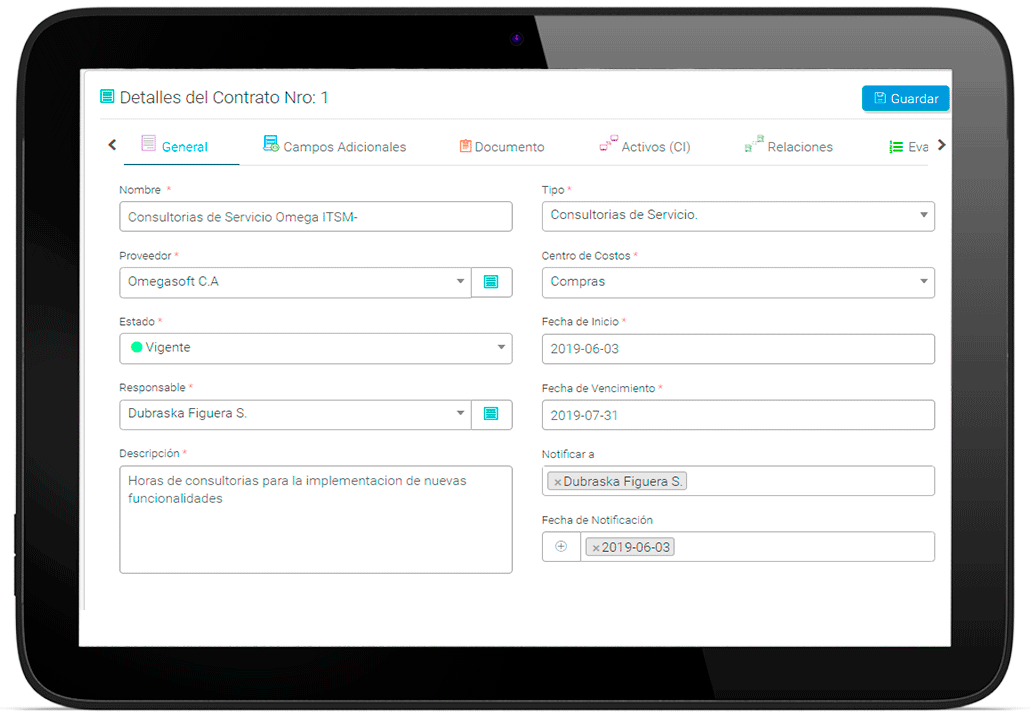 Detalles del Contrato Nro: 1
Guardar
General
Campos Adicionales
Documento
Activos (CI)
Relaciones
Eva
Nombre *
Consultorias de Servicio Omega ITSM-
Tipo *
Consultorias de Servicio.
Proveedor *
Omegasoft C.A
Centro de Costos *
Compras
Estado *
Vigente
Fecha de Inicio *
2019-06-03
Responsable *
Dubraska Figuera S.
Fecha de Vencimiento *
2019-07-31
Descripción *
Horas de consultorias para la implementacion de nuevas
funcionalidades
Notificar a
×Dubraska Figuera S.
Fecha de Notificación
×2019-06-03